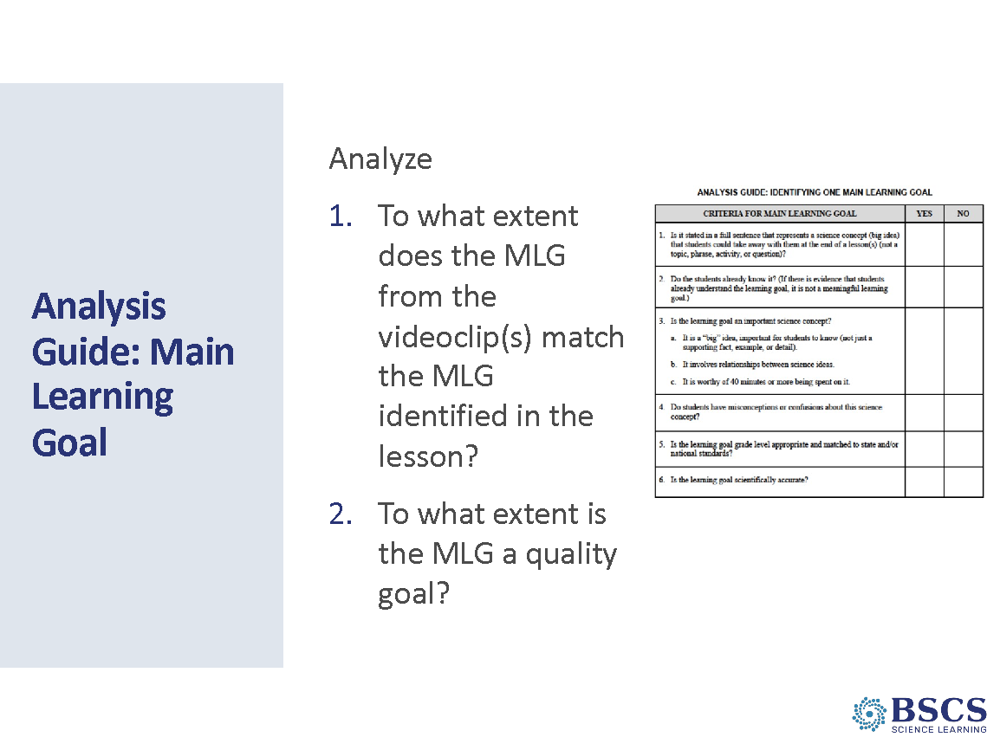 Analysis
Guide: Main
Learning
Goal
Analyze
1. To what extent
does the MLG
from the
videoclip(s) match
the MLG
identified in the
lesson?
2. To what extent is
the MLG a quality
goal?
ANALYSIS GUIDE: IDENTIFYING ONE MAIN LEARNING GOAL
CRITERIA FOR MAIN LEARNING GOAL YES NO
1. Is it stated in a full sentence that represents a science concept (big idea)
that students could take away with them at the end of a lesson(s) (not a
topic, phrase, activity, or question)?
2. Do the students already know it? (If there is evidence that students
already understand the learning goal, it is not a meaningful learning
goal.)
3. Is the learning goal an important science concept?
a. It is a “big” idea, important for students to know (not just a
supporting fact, example, or detail).
b. It involves relationships between science ideas.
c. It is worthy of 40 minutes or more being spent on it.
4. Do students have misconceptions or confusions about this science
concept?
5. Is the learning goal grade level appropriate and matched to state and/or
national standards?
6. Is the learning goal scientifically accurate?
BSCS
SCIENCE LEARNING